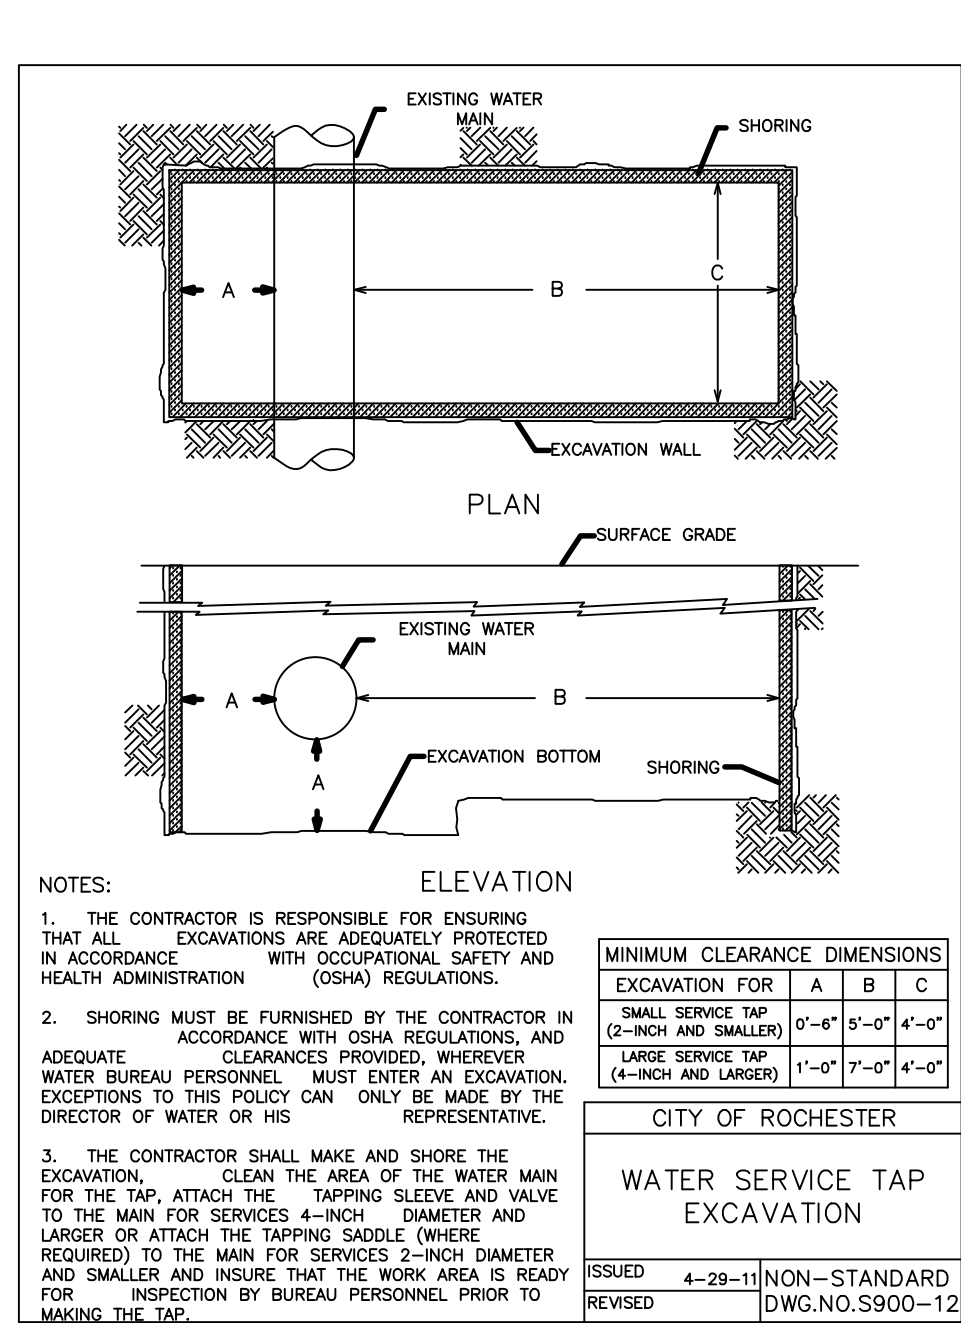 EXISTING WATER
MAIN
SHORING
A
B
C
EXCAVATION WALL
PLAN
SURFACE GRADE
EXISTING WATER
MAIN
A
B
A
EXCAVATION BOTTOM
SHORING
ELEVATION
NOTES:
1. THE CONTRACTOR IS RESPONSIBLE FOR ENSURING
THAT ALL EXCAVATIONS ARE ADEQUATELY PROTECTED
IN ACCORDANCE WITH OCCUPATIONAL SAFETY AND
HEALTH ADMINISTRATION (OSHA) REGULATIONS.
2. SHORING MUST BE FURNISHED BY THE CONTRACTOR IN
ACCORDANCE WITH OSHA REGULATIONS, AND
ADEQUATE CLEARANCES PROVIDED, WHEREVER
WATER BUREAU PERSONNEL MUST ENTER AN EXCAVATION.
EXCEPTIONS TO THIS POLICY CAN ONLY BE MADE BY THE
DIRECTOR OF WATER OR HIS REPRESENTATIVE.
3. THE CONTRACTOR SHALL MAKE AND SHORE THE
EXCAVATION, CLEAN THE AREA OF THE WATER MAIN
FOR THE TAP, ATTACH THE TAPPING SLEEVE AND VALVE
TO THE MAIN FOR SERVICES 4-INCH DIAMETER AND
LARGER OR ATTACH THE TAPPING SADDLE (WHERE
REQUIRED) TO THE MAIN FOR SERVICES 2-INCH DIAMETER
AND SMALLER AND INSURE THAT THE WORK AREA IS READY
FOR INSPECTION BY BUREAU PERSONNEL PRIOR TO
MAKING THE TAP.
MINIMUM CLEARANCE DIMENSIONS
EXCAVATION FOR A B C
SMALL SERVICE TAP
(2-INCH AND SMALLER) 0'-6" 5'-0" 4'-0"
LARGE SERVICE TAP
(4-INCH AND LARGER) 1'-0" 7'-0" 4'-0"
CITY OF ROCHESTER
WATER SERVICE TAP
EXCAVATION
ISSUED 4-29-11
REVISED
NON-STANDARD
DWG.NO.S900-12